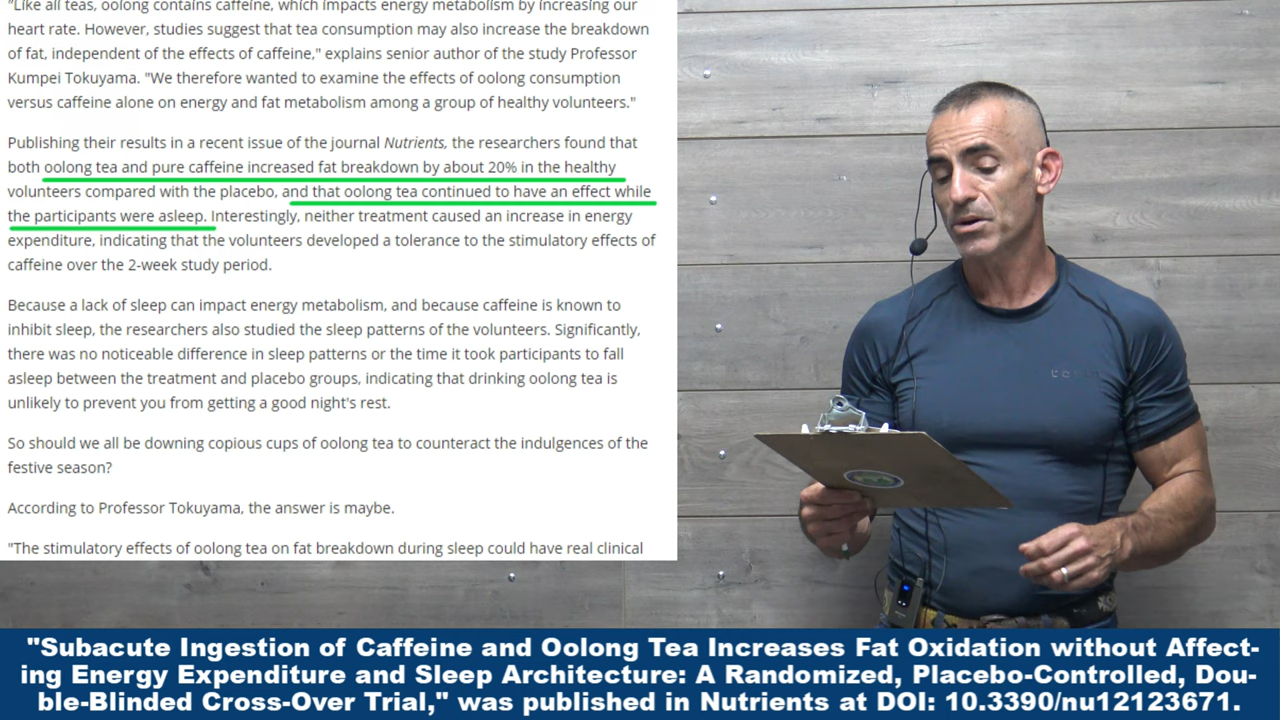 "Like all teas, oolong contains caffeine, which impacts energy metabolism by increasing our
heart rate. However, studies suggest that tea consumption may also increase the breakdown
of fat, independent of the effects of caffeine," explains senior author of the study Professor
Kumpei Tokuyama. "We therefore wanted to examine the effects of oolong consumption
versus caffeine alone on energy and fat metabolism among a group of healthy volunteers."
Publishing their results in a recent issue of the journal Nutrients, the researchers found that
both oolong tea and pure caffeine increased fat breakdown by about 20% in the healthy
volunteers compared with the placebo, and that oolong tea continued to have an effect while
the participants were asleep. Interestingly, neither treatment caused an increase in energy
expenditure, indicating that the volunteers developed a tolerance to the stimulatory effects of
caffeine over the 2-week study period.
Because a lack of sleep can impact energy metabolism, and because caffeine is known to
inhibit sleep, the researchers also studied the sleep patterns of the volunteers. Significantly,
there was no noticeable difference in sleep patterns or the time it took participants to fall
asleep between the treatment and placebo groups, indicating that drinking oolong tea is
unlikely to prevent you from getting a good night's rest.
So should we all be downing copious cups of oolong tea to counteract the indulgences of the
festive season?
According to Professor Tokuyama, the answer is maybe.
"The stimulatory effects of oolong tea on fat breakdown during sleep could have real clinical
"Subacute Ingestion of Caffeine and Oolong Tea Increases Fat Oxidation without Affect-
ing Energy Expenditure and Sleep Architecture: A Randomized, Placebo-Controlled, Dou-
ble-Blinded Cross-Over Trial," was published in Nutrients at DOI: 10.3390/nu12123671.